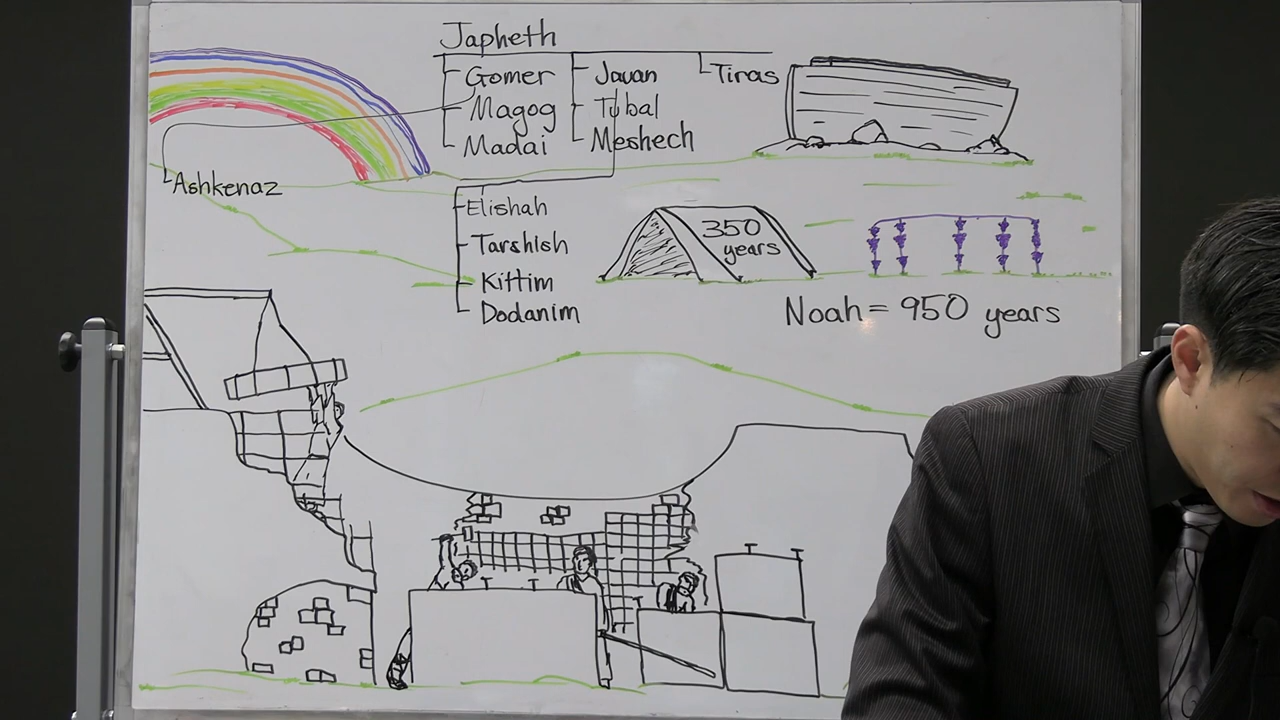 Japheth
Gomer
Magog
Madai
Javan
Tubal
Meshech
Tiras
Ashkenaz
Elishah
Tarshish
Kittim
Dodanim
350
years
Noah = 950 years